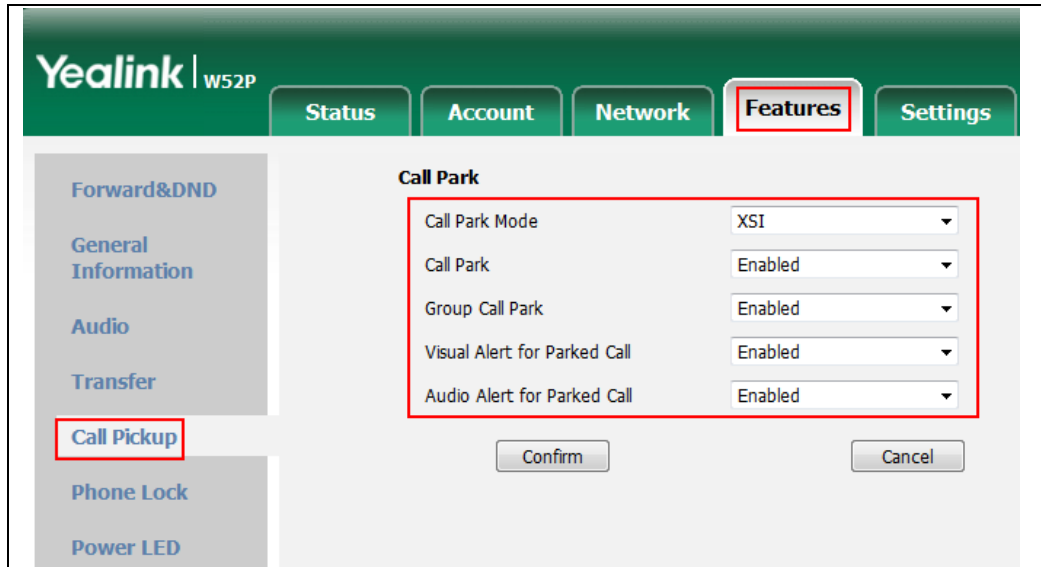 Yealink | W52P
Status Account Network Features Settings
Forward&DND
General
Information
Audio
Transfer
Call Pickup
Phone Lock
Power LED
Call Park
Call Park Mode XSI
Call Park Enabled
Group Call Park Enabled
Visual Alert for Parked Call Enabled
Audio Alert for Parked Call Enabled
Confirm Cancel